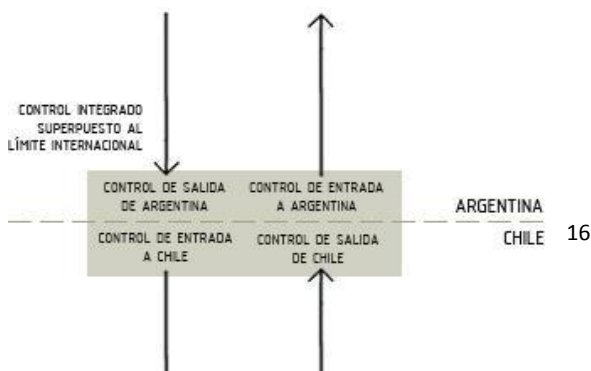 CONTROL INTEGRADO
SUPERPUESTO AL
LÍMITE INTERNACIONAL
CONTROL DE SALIDA
DE ARGENTINA
CONTROL DE ENTRADA
A ARGENTINA
ARGENTINA
CONTROL DE ENTRADA
A CHILE
CONTROL DE SALIDA
DE CHILE
CHILE
16